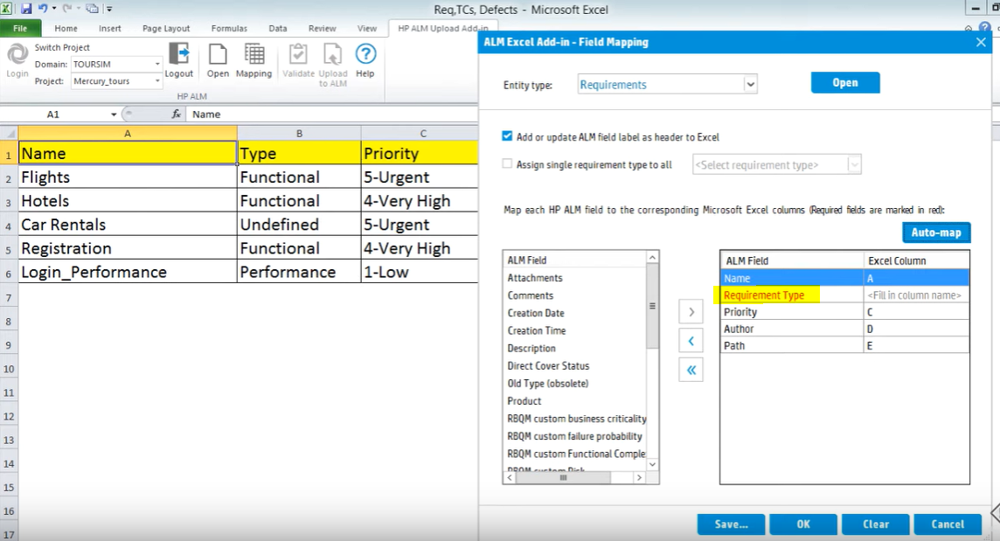 Req,TCs, Defects - Microsoft Excel
File Home Insert Page Layout Formulas Data Review View HP ALM Upload Add-in
Switch Project
Domain: TOURSIM
Project: Mercury_tours
Login Logout Open Mapping Validate Upload to ALM Help
HP ALM
A1 fx Name
A B C
1 Name Type Priority
2 Flights Functional 5-Urgent
3 Hotels Functional 4-Very High
4 Car Rentals Undefined 5-Urgent
5 Registration Functional 4-Very High
6 Login_Performance Performance 1-Low
7
8
9
10
11
12
13
14
15
16
17
ALM Excel Add-in - Field Mapping
Entity type: Requirements Open
Add or update ALM field label as header to Excel
Assign single requirement type to all <Select requirement type>
Map each HP ALM field to the corresponding Microsoft Excel columns (Required fields are marked in red):
Auto-map
ALM Field
Attachments
Comments
Creation Date
Creation Time
Description
Direct Cover Status
Old Type (obsolete)
Product
RBQM custom business criticality
RBQM custom failure probability
RBQM custom Functional Comple
RBQM custom Risk
ALM Field Excel Column
Name A
Requirement Type <Fill in column name>
Priority C
Author D
Path E
Save... OK Clear Cancel